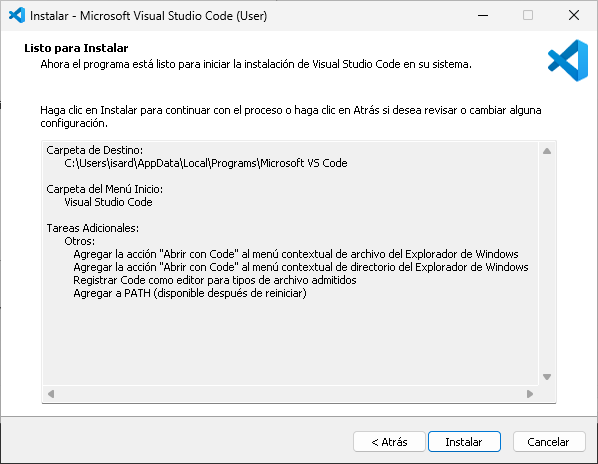 Instalar - Microsoft Visual Studio Code (User)
Listo para Instalar
Ahora el programa está listo para iniciar la instalación de Visual Studio Code en su sistema.
Haga clic en Instalar para continuar con el proceso o haga clic en Atrás si desea revisar o cambiar alguna
configuración.
Carpeta de Destino:
C:\Users\isard\AppData\Local\Programs\Microsoft VS Code
Carpeta del Menú Inicio:
Visual Studio Code
Tareas Adicionales:
Otros:
Agregar la acción "Abrir con Code" al menú contextual de archivo del Explorador de Windows
Agregar la acción "Abrir con Code" al menú contextual de directorio del Explorador de Windows
Registrar Code como editor para tipos de archivo admitidos
Agregar a PATH (disponible después de reiniciar)
< Atrás
Instalar
Cancelar